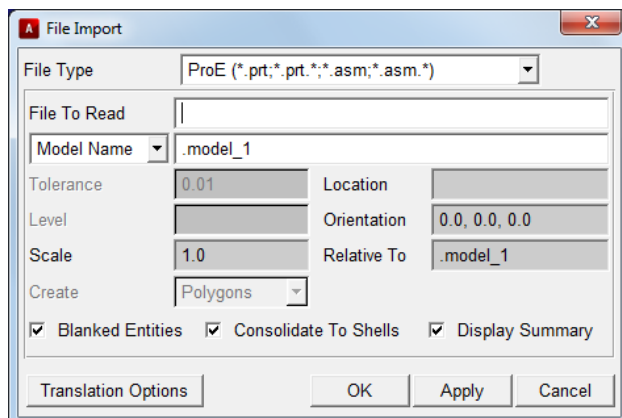 A File Import x
File Type ProE (*.prt;*.prt.*;*.asm;*.asm.*)
File To Read
Model Name .model_1
Tolerance 0.01 Location
Level Orientation 0.0, 0.0, 0.0
Scale 1.0 Relative To .model_1
Create Polygons
Blanked Entities Consolidate To Shells Display Summary
Translation Options OK Apply Cancel